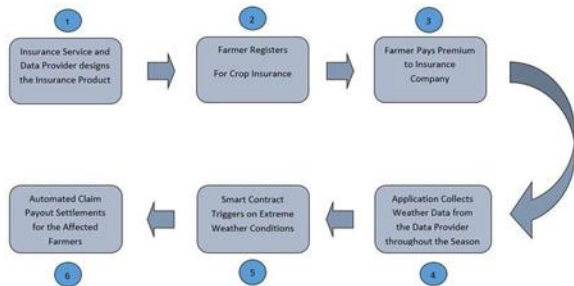 1
Insurance Service and
Data Provider designs
the Insurance Product
2
Farmer Registers
For Crop Insurance
3
Farmer Pays Premium
to Insurance
Company
Application Collects
Weather Data from
the Data Provider
throughout the Season
4
Smart Contract
Triggers on Extreme
Weather Conditions
5
Automated Claim
Payout Settlements
for the Affected
Farmers
6